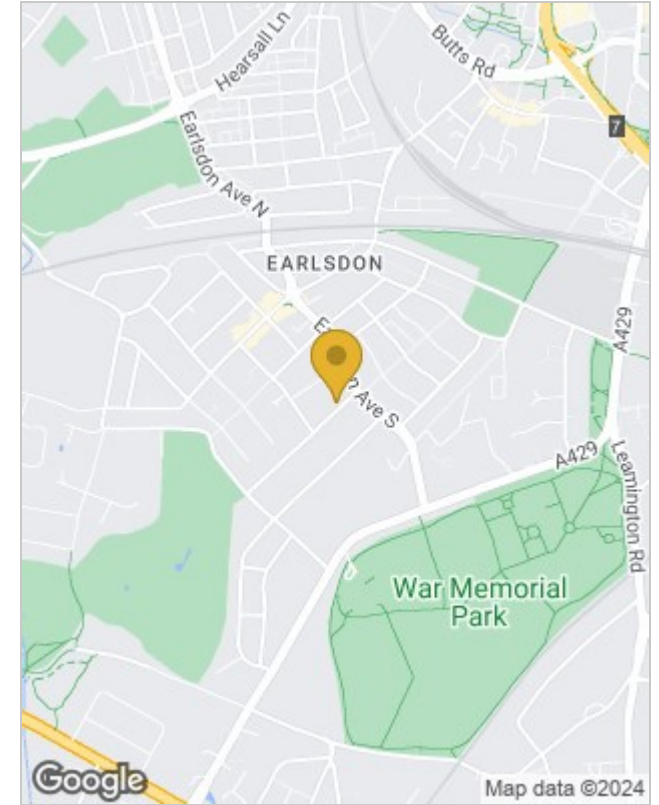 Hearsall Ln
Butts Rd
7
Earlsdon Ave N
EARLSDON
A429
Ave S
A429
Leamington Rd
War Memorial
Park
Google
Map data ©2024